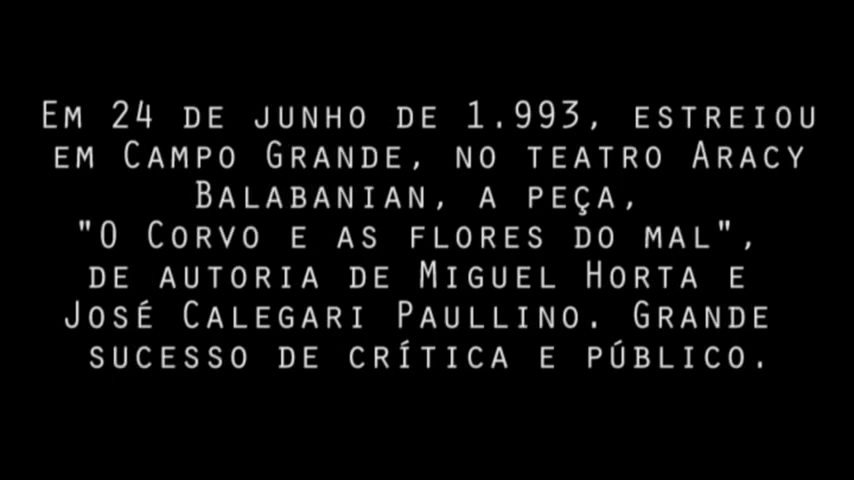 Em 24 de junho de 1.993, estreiou
em Campo Grande, no teatro Aracy
Balabanian, a peça,
"O Corvo e as flores do mal",
de autoria de Miguel Horta e
José Calegari Paullino. Grande
sucesso de crítica e público.